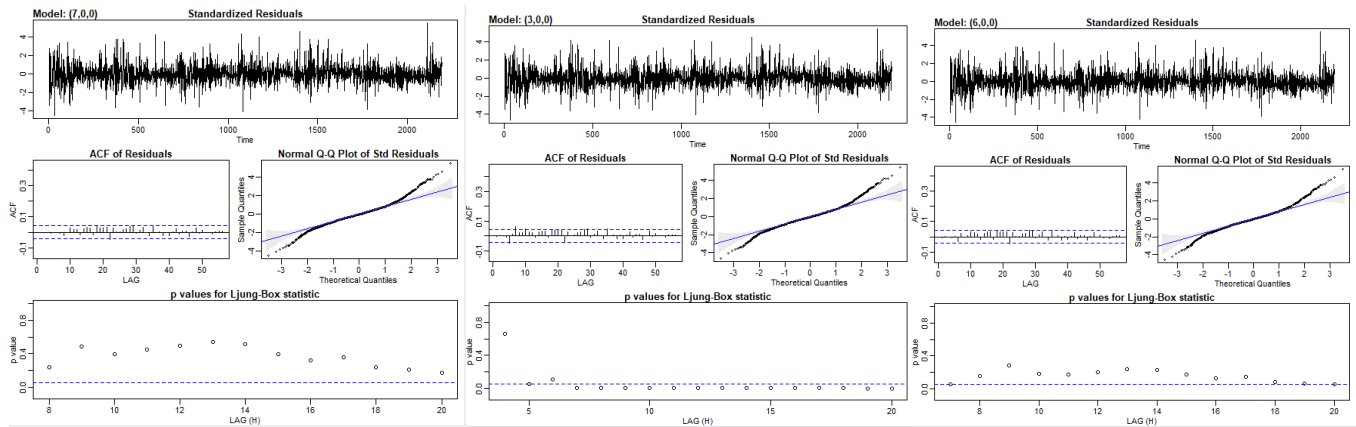 Model: (7,0,0) Standardized Residuals
4
2
0
-2
-4
0 500 1000 1500 2000
Time
ACF of Residuals
ACF
0.3
0.1
-0.1
0 10 20 30 40 50
LAG
Normal Q-Q Plot of Std Residuals
Sample Quantiles
4
2
0
-2
-4
-3 -2 -1 0 1 2 3
Theoretical Quantiles
p values for Ljung-Box statistic
p value
0.8
0.4
0.0
8 10 12 14 16 18 20
LAG (H)
Model: (3,0,0) Standardized Residuals
4
2
0
-2
-4
0 500 1000 1500 2000
Time
ACF of Residuals
ACF
0.3
0.1
-0.1
0 10 20 30 40 50
LAG
Normal Q-Q Plot of Std Residuals
Sample Quantiles
4
2
0
-2
-4
-3 -2 -1 0 1 2 3
Theoretical Quantiles
p values for Ljung-Box statistic
p value
0.8
0.4
0.0
5 10 15 20
LAG (H)
Model: (6,0,0) Standardized Residuals
4
2
0
-2
-4
0 500 1000 1500 2000
Time
ACF of Residuals
ACF
0.3
0.1
-0.1
0 10 20 30 40 50
LAG
Normal Q-Q Plot of Std Residuals
Sample Quantiles
4
2
0
-2
-4
-3 -2 -1 0 1 2 3
Theoretical Quantiles
p values for Ljung-Box statistic
p value
0.8
0.4
0.0
8 10 12 14 16 18 20
LAG (H)